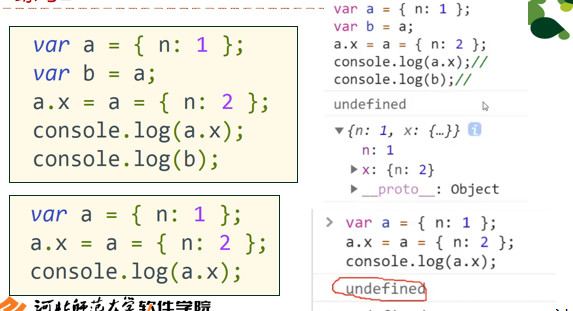 var a = { n: 1 };
var b = a;
a.x = a = { n: 2 };
console.log(a.x);
console.log(b);
var a = { n: 1 };
a.x = a = { n: 2 };
console.log(a.x);
河北师范大学软件学院
var a = { n: 1 };
var b = a;
a.x = a = { n: 2 };
console.log(a.x);//
console.log(b);//
undefined
▼{n: 1, x: {…}} i
n: 1
▶ x: {n: 2}
▶ __proto__: Object
> var a = { n: 1 };
a.x = a = { n: 2 };
console.log(a.x);
undefined